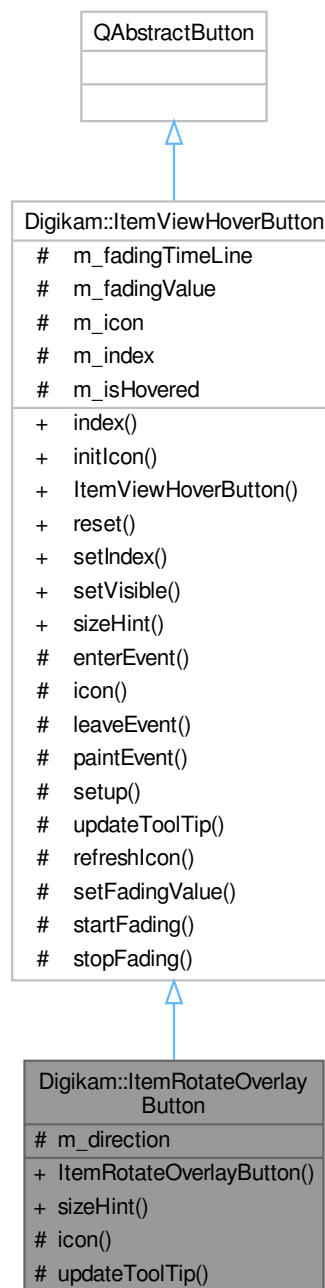 QAbstractButton
Digikam::ItemViewHoverButton
# m_fadingTimeLine
# m_fadingValue
# m_icon
# m_index
# m_isHovered
+ index()
+ initIcon()
+ ItemViewHoverButton()
+ reset()
+ setIndex()
+ setVisible()
+ sizeHint()
# enterEvent()
# icon()
# leaveEvent()
# paintEvent()
# setup()
# updateToolTip()
# refreshIcon()
# setFadingValue()
# startFading()
# stopFading()
Digikam::ItemRotateOverlay
Button
# m_direction
+ ItemRotateOverlayButton()
+ sizeHint()
# icon()
# updateToolTip()